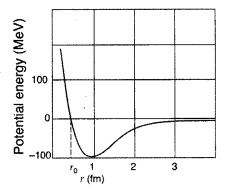 Potential energy (MeV)
100
0
-100
r₀ 1 2 3
r (fm)